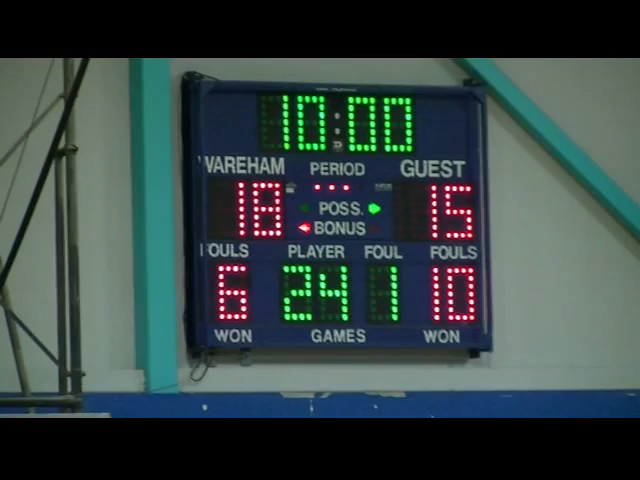 10:00
WAREHAM PERIOD GUEST
18 POSS. 15
BONUS
FOULS PLAYER FOUL FOULS
6 24 1 10
WON GAMES WON